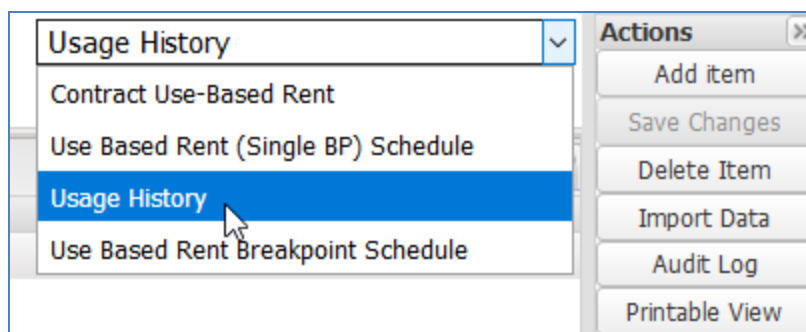 Usage History
Contract Use-Based Rent
Use Based Rent (Single BP) Schedule
Usage History
Use Based Rent Breakpoint Schedule
Actions
Add item
Save Changes
Delete Item
Import Data
Audit Log
Printable View